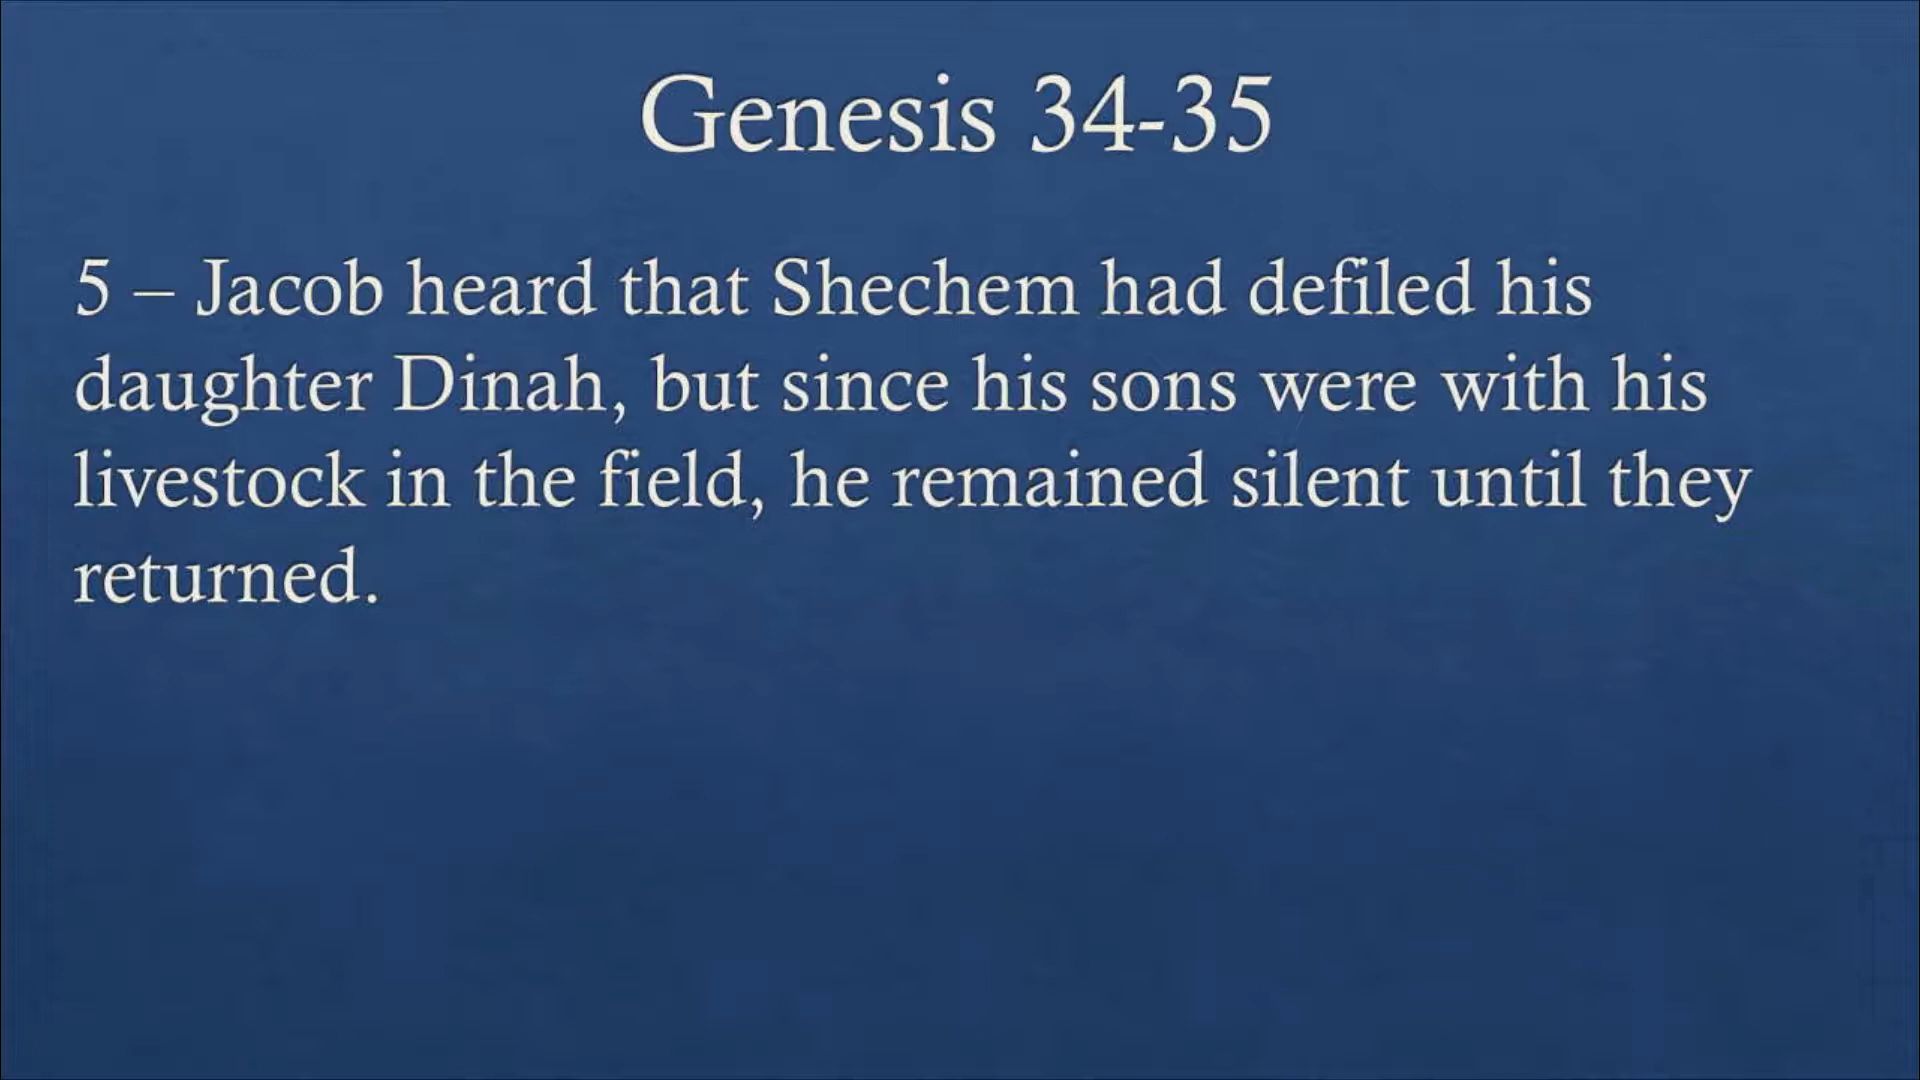 Genesis 34-35
5 – Jacob heard that Shechem had defiled his
daughter Dinah, but since his sons were with his
livestock in the field, he remained silent until they
returned.